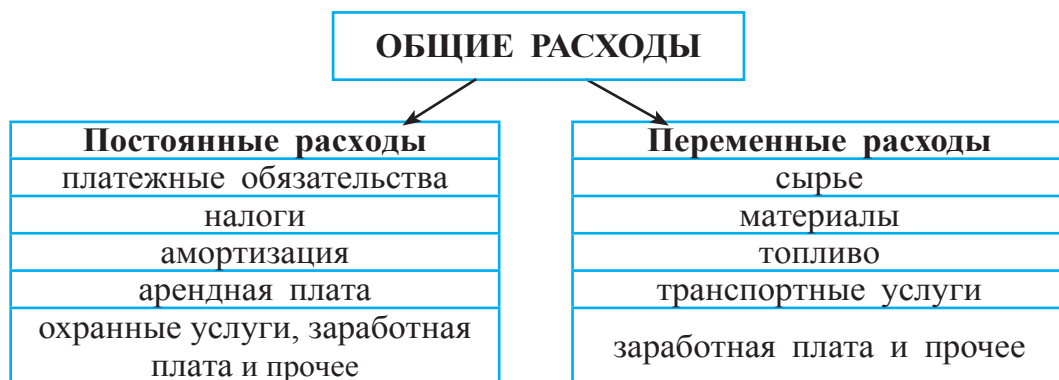 ОБЩИЕ РАСХОДЫ
Постоянные расходы
платежные обязательства
налоги
амортизация
арендная плата
охранные услуги, заработная
плата и прочее
Переменные расходы
сырье
материалы
топливо
транспортные услуги
заработная плата и прочее